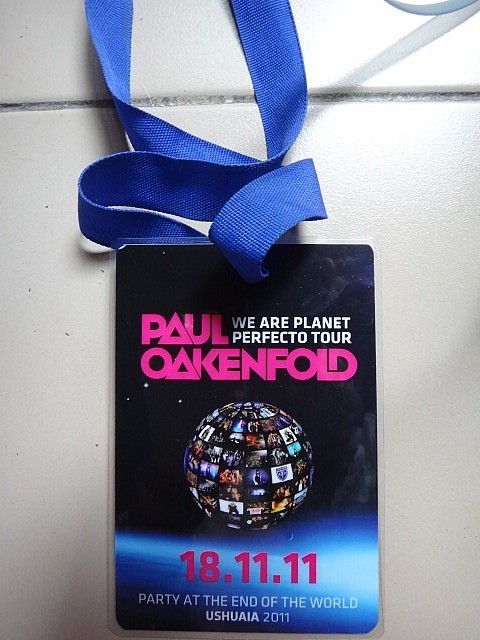 PAUL WE ARE PLANET
PERFECTO TOUR
OAKENFOLD
18.11.11
PARTY AT THE END OF THE WORLD
USHUAIA 2011